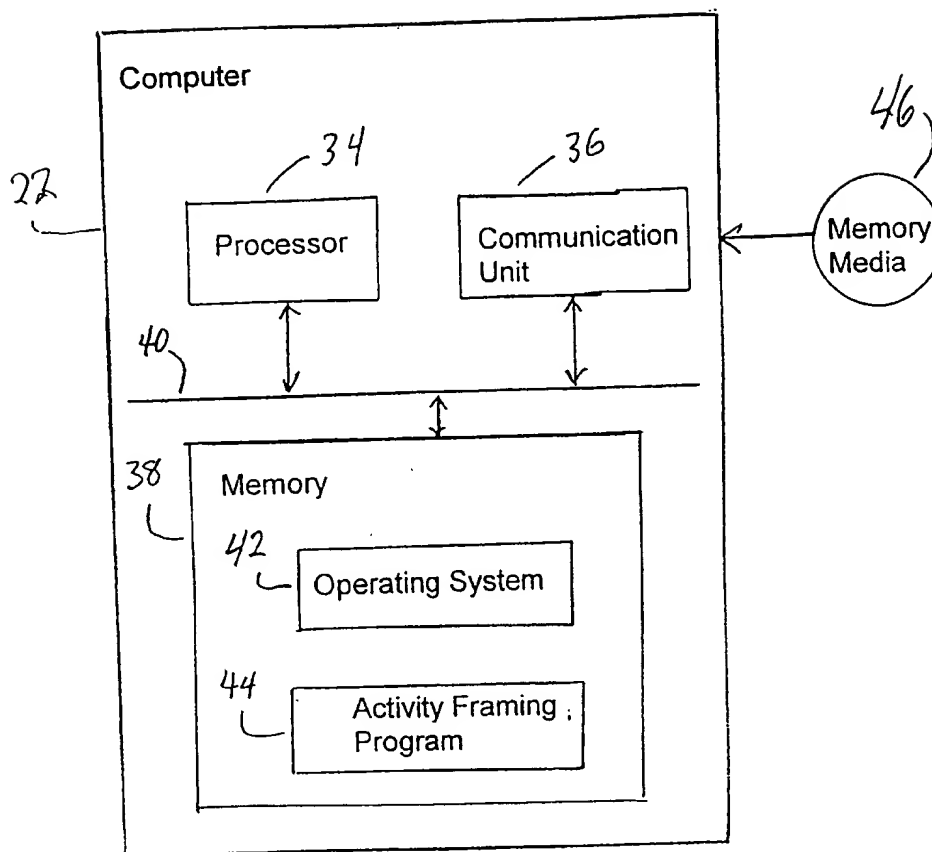 Computer
46
34
36
22
Processor
Communication
Unit
Memory
Media
40
38
Memory
42
Operating System
44
Activity Framing
Program